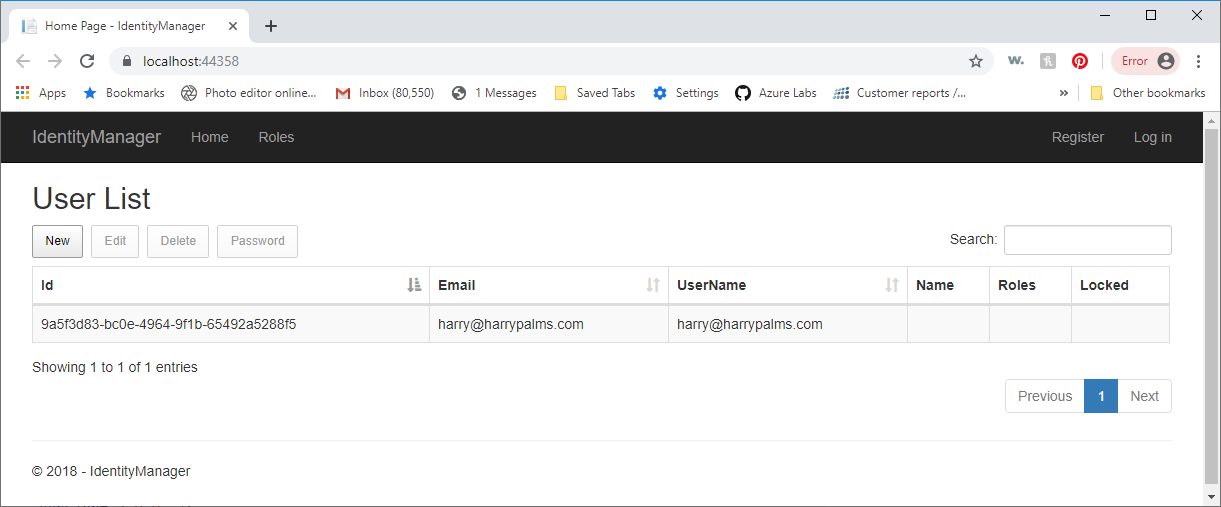 Home Page - IdentityManager
localhost:44358
w.
Error
Apps
Bookmarks
Photo editor online...
Inbox (80,550)
1 Messages
Saved Tabs
Settings
Azure Labs
Customer reports /...
»
Other bookmarks
IdentityManager Home Roles Register Log in
User List
New Edit Delete Password Search:
Id Email UserName Name Roles Locked
9a5f3d83-bc0e-4964-9f1b-65492a5288f5 harry@harrypalms.com harry@harrypalms.com
Showing 1 to 1 of 1 entries
Previous 1 Next
© 2018 - IdentityManager